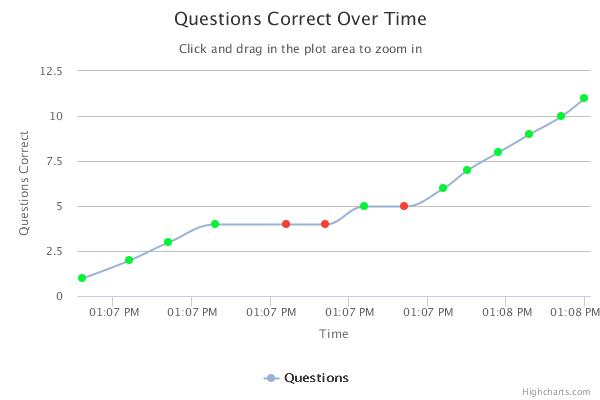 Questions Correct Over Time
Click and drag in the plot area to zoom in
Questions Correct
12.5
10
7.5
5
2.5
0
01:07 PM 01:07 PM 01:07 PM 01:07 PM 01:07 PM 01:08 PM 01:08 PM
Time
Questions
Highcharts.com